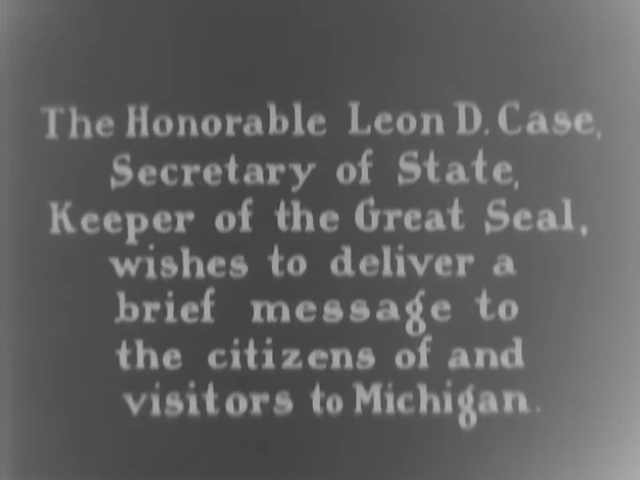 The Honorable Leon D. Case,
Secretary of State,
Keeper of the Great Seal,
wishes to deliver a
brief message to
the citizens of and
visitors to Michigan.